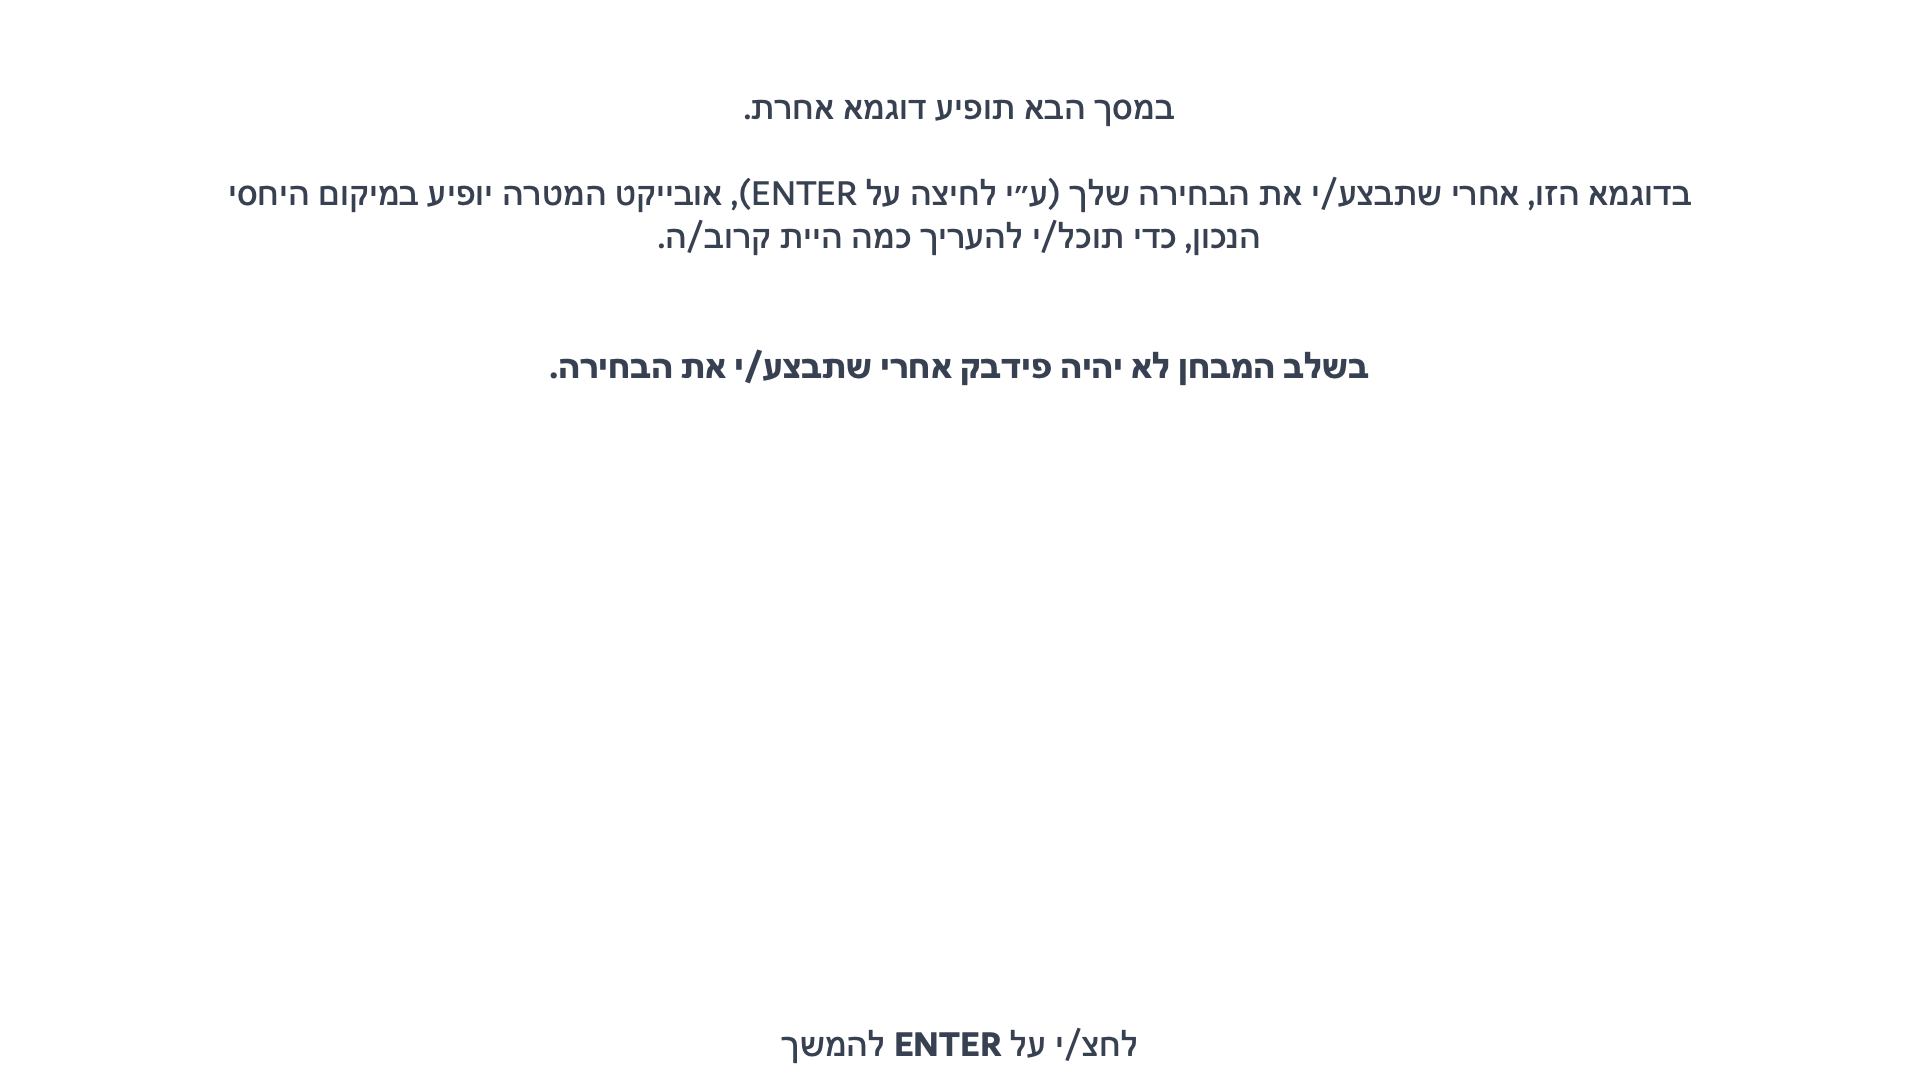 במסך הבא תופיע דוגמא אחרת.
בדוגמא הזו, אחרי שתבצע/י את הבחירה שלך (ע״י לחיצה על ENTER), אובייקט המטרה יופיע במיקום היחסי
הנכון, כדי תוכל/י להעריך כמה היית קרוב/ה.
בשלב המבחן לא יהיה פידבק אחרי שתבצע/י את הבחירה.
לחצ/י על ENTER להמשך